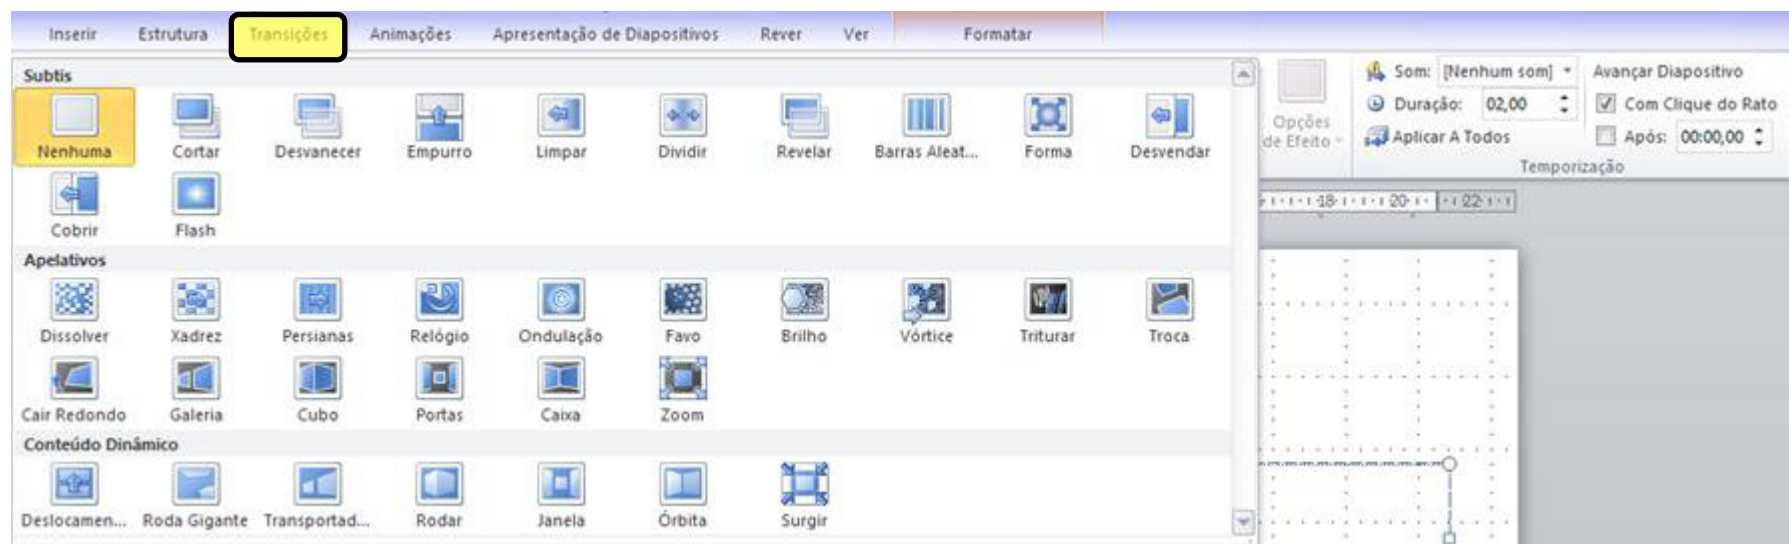 Inserir Estrutura Transições Animações Apresentação de Diapositivos Rever Ver Formatar
Subtis
Nenhuma Cortar Desvanecer Empurro Limpar Dividir Revelar Barras Aleat... Forma Desvendar
Cobrir Flash
Apelativos
Dissolver Xadrez Persianas Relógio Ondulação Favo Brilho Vórtice Triturar Troca
Cair Redondo Galeria Cubo Portas Caixa Zoom
Conteúdo Dinâmico
Deslocamen... Roda Gigante Transportad... Rodar Janela Órbita Surgir
Opções
de Efeito
Som: [Nenhum som]
Duração: 02,00
Aplicar A Todos
Avançar Diapositivo
Com Clique do Rato
Após: 00:00,00
Temporização
18 20 22